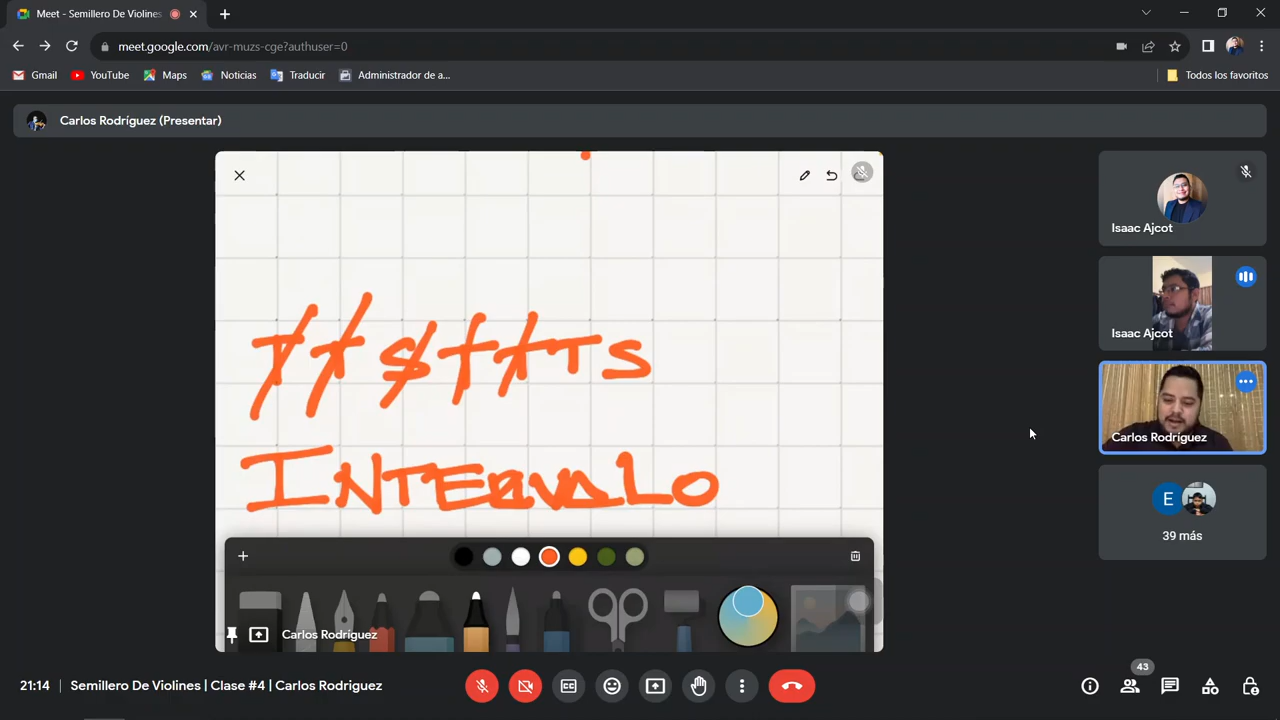 Meet - Semillero De Violines
meet.google.com/avr-muzs-cge?authuser=0
Gmail YouTube Maps Noticias Traducir Administrador de a... Todos los favoritos
Carlos Rodríguez (Presentar)
INTERVALO
Carlos Rodriguez
Isaac Ajcot
Isaac Ajcot
Carlos Rodríguez
E
39 más
21:14 | Semillero De Violines | Clase #4 | Carlos Rodriguez
CC
43